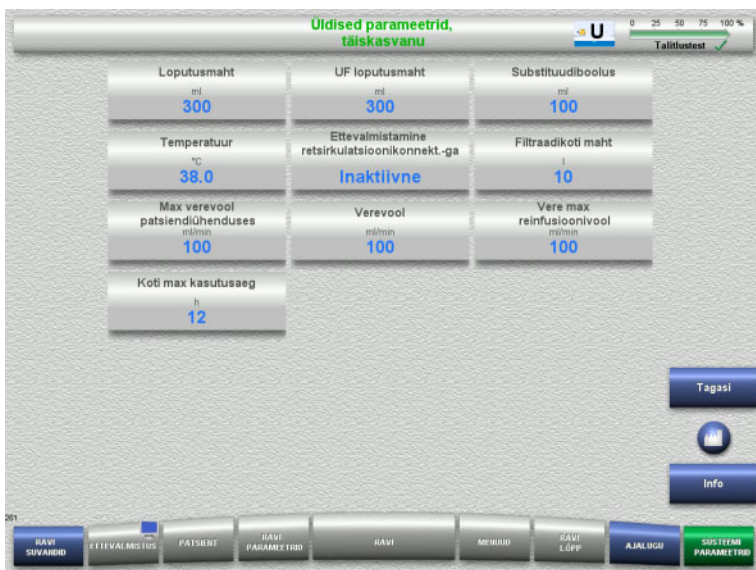 Üldised parameetrid,
täiskasvanu
U
0 25 50 75 100 %
Talitlustest
Loputusmaht
ml
300
UF loputusmaht
ml
300
Substituudiboolus
ml
100
Temperatuur
°C
38.0
Ettevalmistamine
retsirkulatsioonikonnekt.-ga
Inaktiivne
Filtraadikoti maht
l
10
Max verevool
patsiendiühenduses
ml/min
100
Verevool
ml/min
100
Vere max
reinfusioonivool
ml/min
100
Koti max kasutusaeg
h
12
Tagasi
Info
261
RAVI
SUVANDID
ETTEVALMISTUS
PATSIENT
RAVI
PARAMEETRID
RAVI
MENÜÜD
RAVI
LÕPP
AJALUGU
SÜSTEEMI
PARAMEETRID